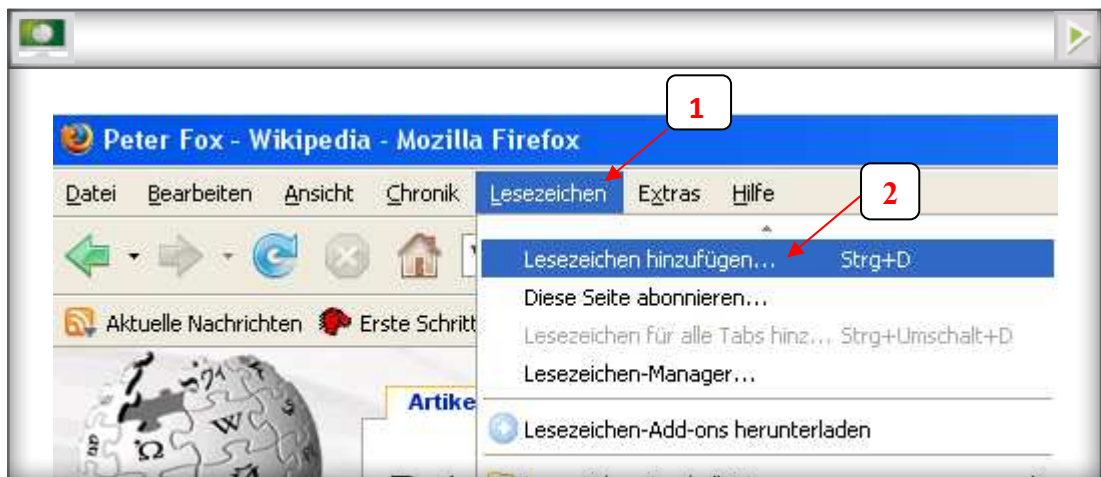 1
Peter Fox - Wikipedia - Mozilla Firefox
Datei Bearbeiten Ansicht Chronik Lesezeichen Extras Hilfe
2
Lesezeichen hinzufügen... Strg+D
Diese Seite abonnieren...
Aktuelle Nachrichten Erste Schritt
Lesezeichen für alle Tabs hinz... Strg+Umschalt+D
Lesezeichen-Manager...
Artike
Lesezeichen-Add-ons herunterladen
W
Ω